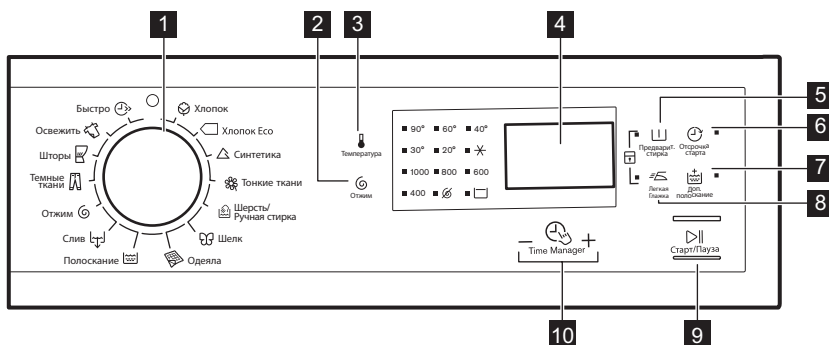 1
2
3
4
5
6
7
8
9
10
Быстро
Освежить
Шторы
Темные
ткани
Отжим
Слив
Полоскание
Хлопок
Хлопок Eco
Синтетика
Тонкие ткани
Шерсть/
Ручная стирка
Шелк
Одеяла
Температура
Отжим
90° 60° 40°
30° 20°
1000 800 600
400
Предварит.
стирка
Отсрочка
старта
Легкая
Глажка
Доп.
полоскание
Time Manager
Старт/Пауза